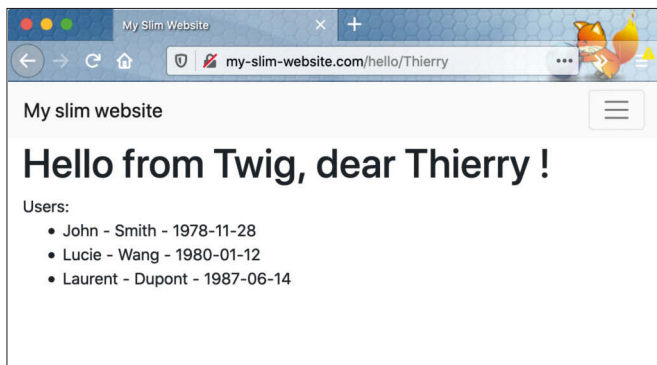 My Slim Website
my-slim-website.com/hello/Thierry
My slim website
Hello from Twig, dear Thierry !
Users:
• John - Smith - 1978-11-28
• Lucie - Wang - 1980-01-12
• Laurent - Dupont - 1987-06-14